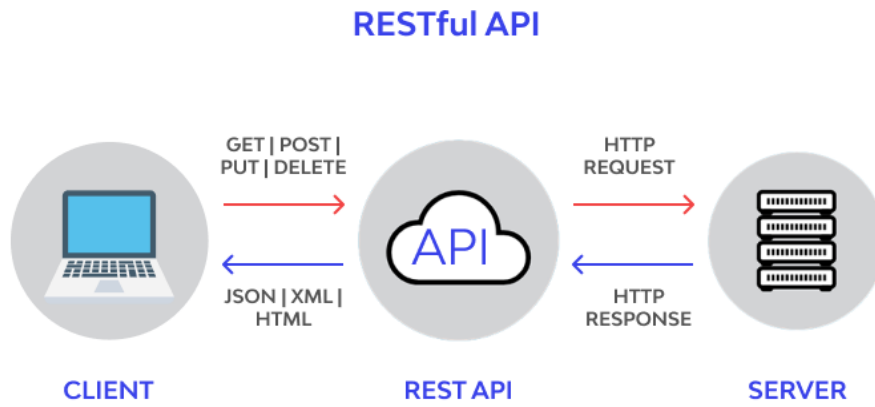 RESTful API
GET | POST |
PUT | DELETE
HTTP
REQUEST
API
JSON | XML |
HTML
HTTP
RESPONSE
CLIENT
REST API
SERVER